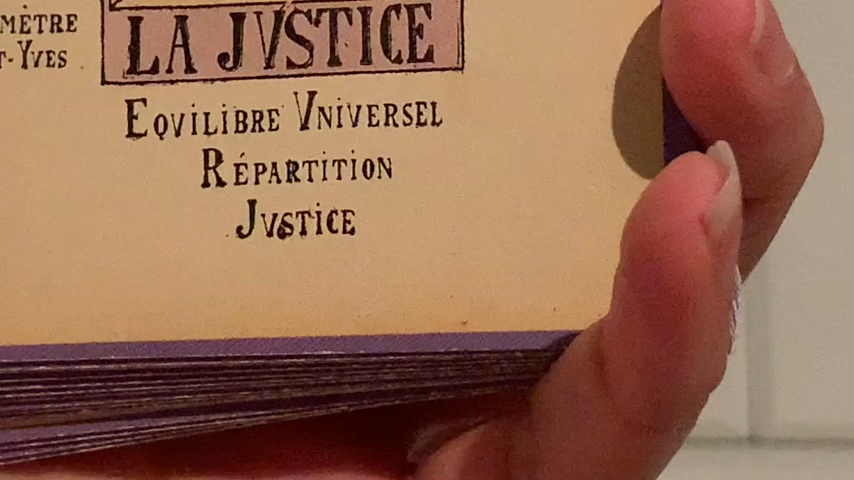 MÈTRE
T-YVES
LA JVSTICE
EQVILIBRE VNIVERSEL
RÉPARTITION
JVSTICE